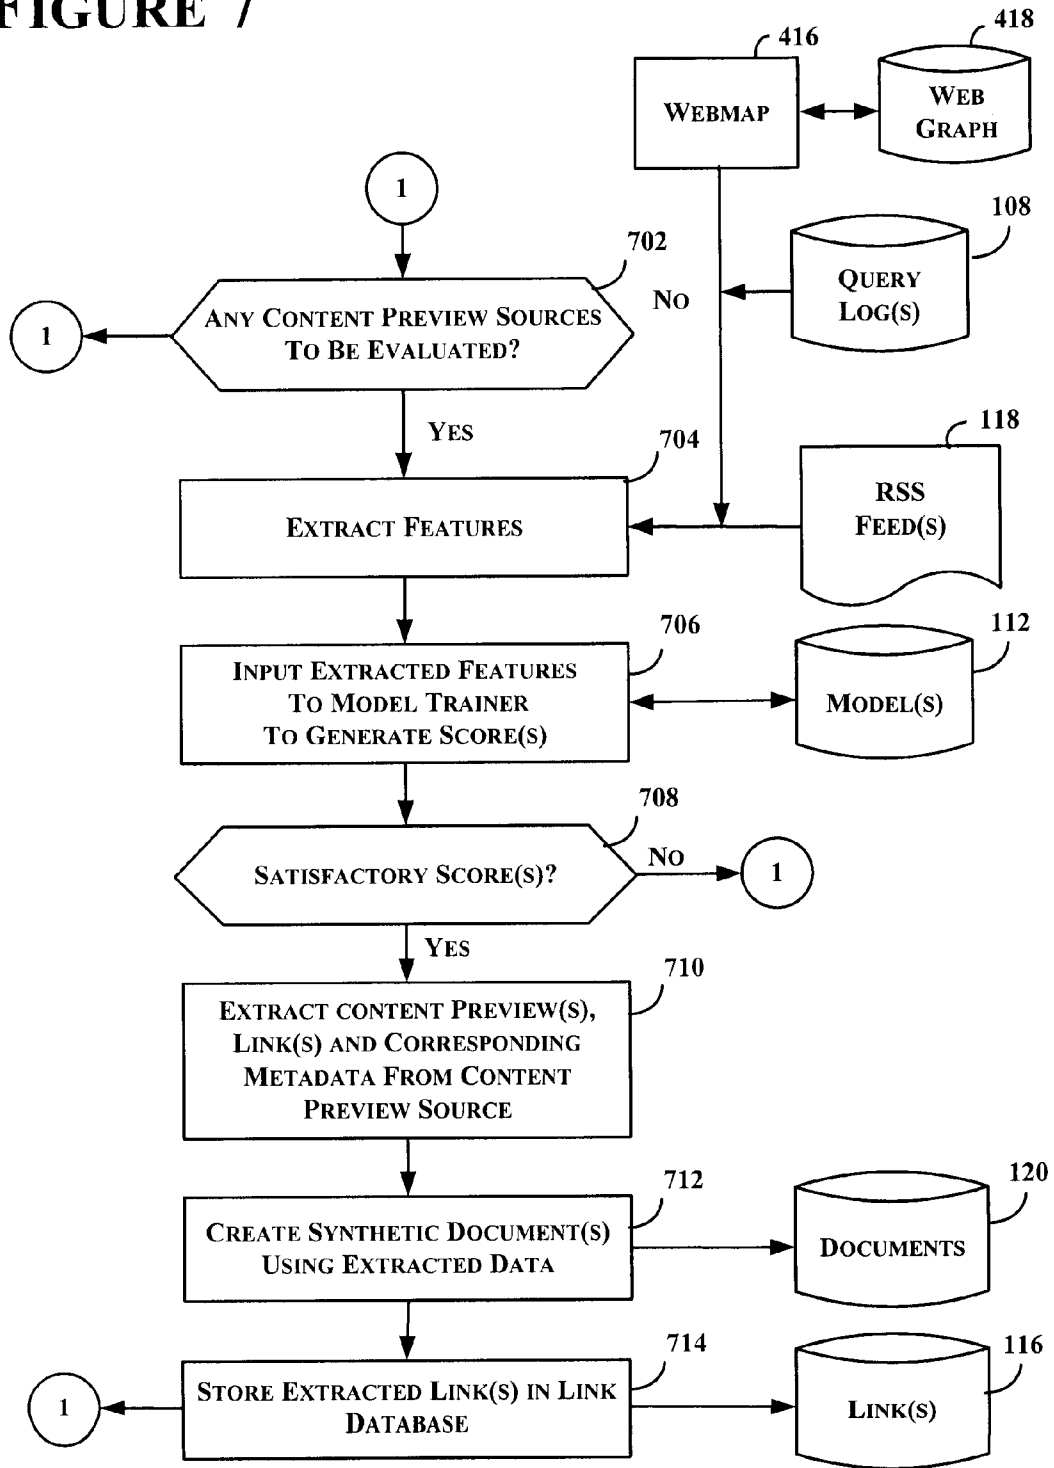 FIGURE 7
416
418
WEBMAP
WEB
GRAPH
1
108
702
QUERY
LOG(S)
NO
1
ANY CONTENT PREVIEW SOURCES
TO BE EVALUATED?
YES
118
704
RSS
FEED(S)
EXTRACT FEATURES
706
112
INPUT EXTRACTED FEATURES
TO MODEL TRAINER
TO GENERATE SCORE(S)
MODEL(S)
708
SATISFACTORY SCORE(S)?
NO
1
YES
710
EXTRACT CONTENT PREVIEW(S),
LINK(S) AND CORRESPONDING
METADATA FROM CONTENT
PREVIEW SOURCE
712
120
CREATE SYNTHETIC DOCUMENT(S)
USING EXTRACTED DATA
DOCUMENTS
714
116
1
STORE EXTRACTED LINK(S) IN LINK
DATABASE
LINK(S)